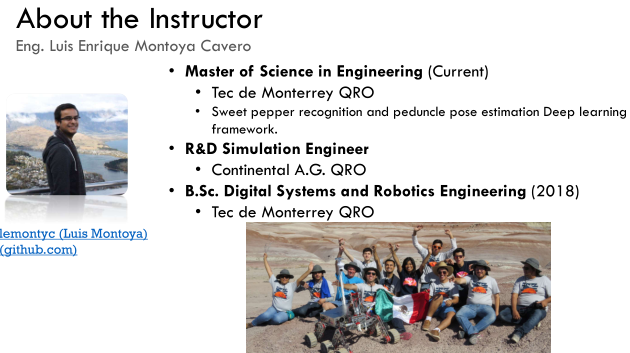 About the Instructor
Eng. Luis Enrique Montoya Cavero
• Master of Science in Engineering (Current)
• Tec de Monterrey QRO
• Sweet pepper recognition and peduncle pose estimation Deep learning
framework.
• R&D Simulation Engineer
• Continental A.G. QRO
• B.Sc. Digital Systems and Robotics Engineering (2018)
• Tec de Monterrey QRO
lemontyc (Luis Montoya)
(github.com)